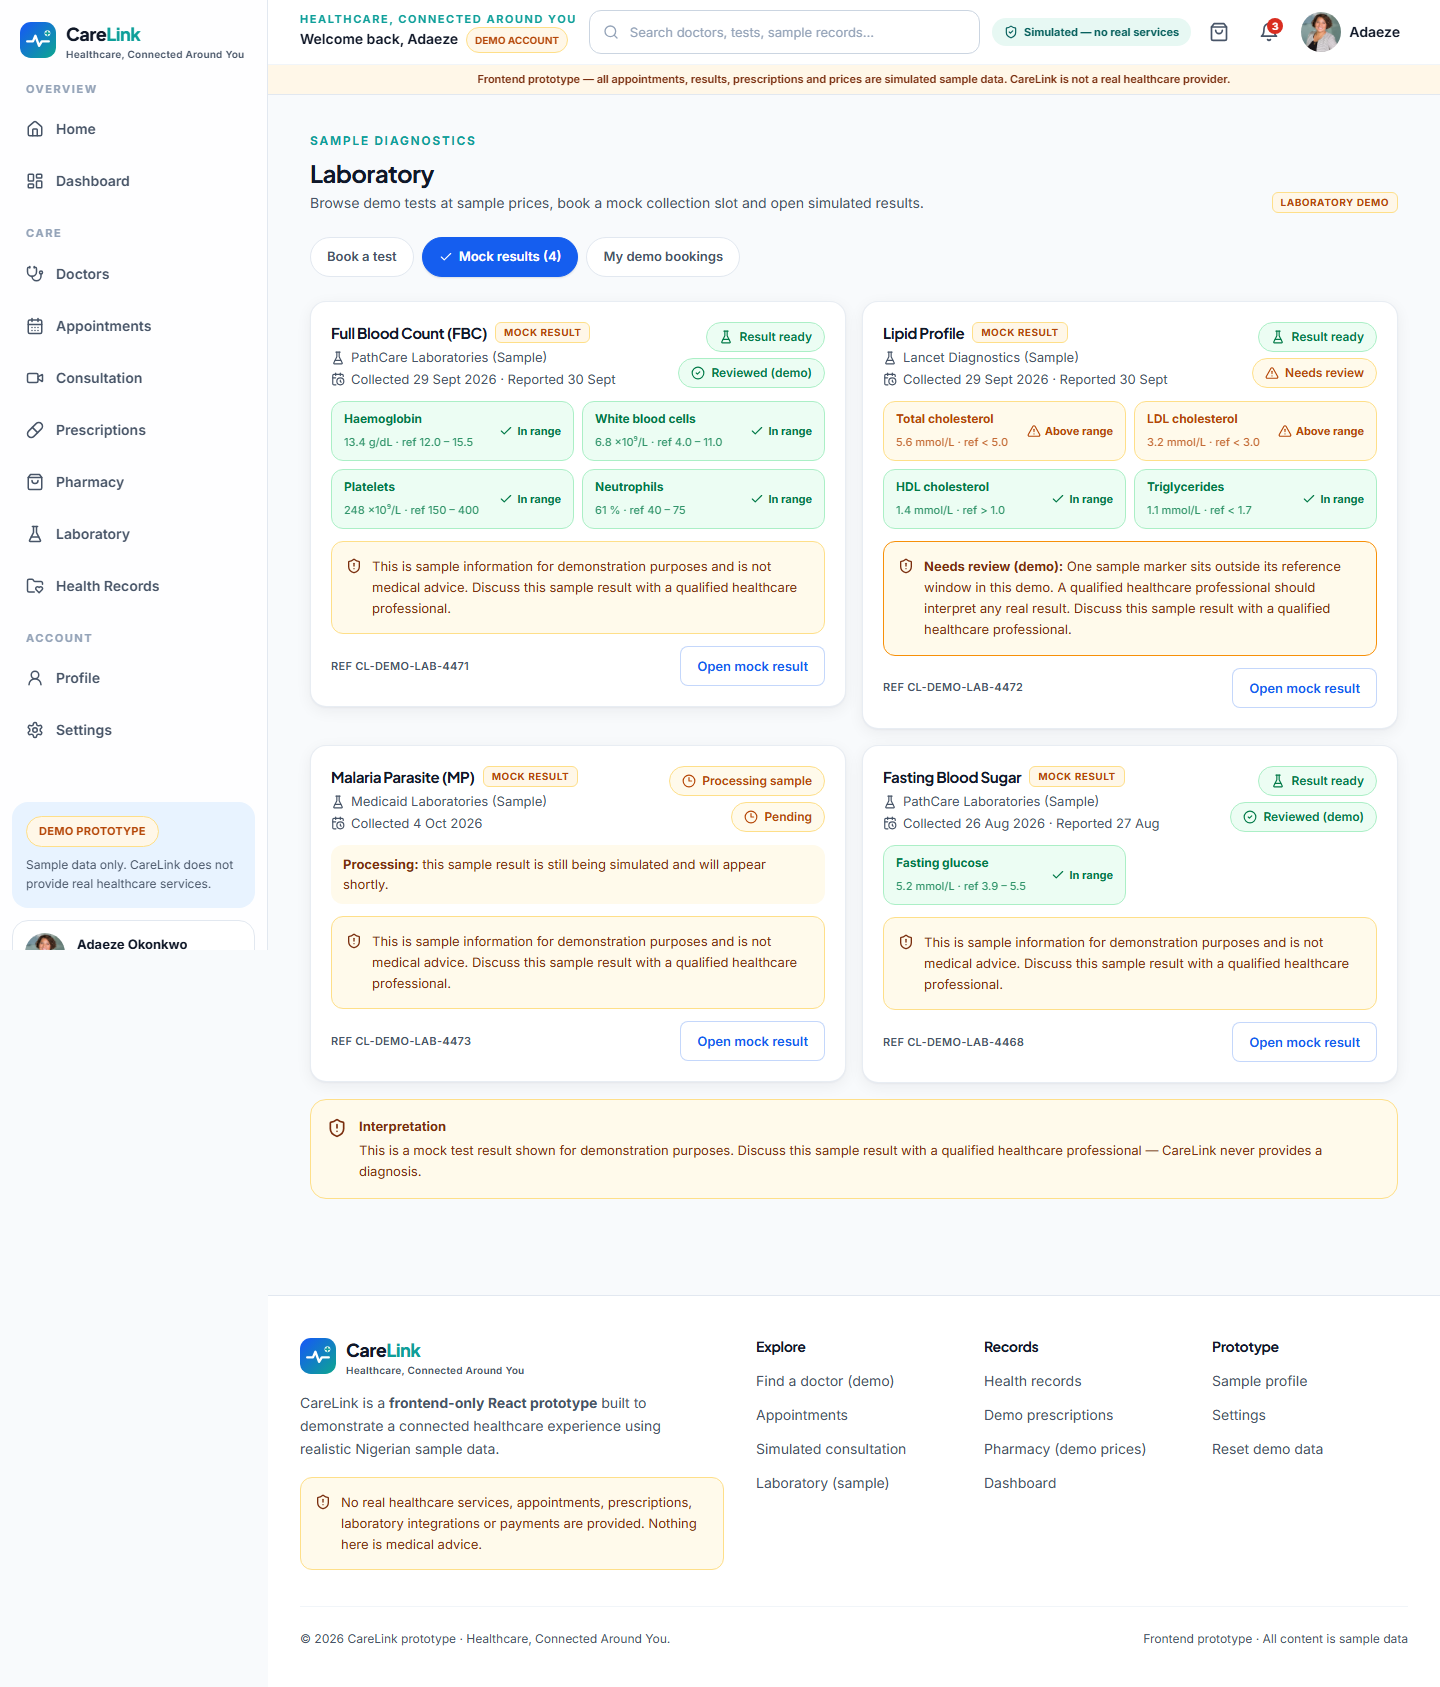 CareLink
Healthcare, Connected Around You
OVERVIEW
Home
Dashboard
CARE
Doctors
Appointments
Consultation
Prescriptions
Pharmacy
Laboratory
Health Records
ACCOUNT
Profile
Settings
DEMO PROTOTYPE
Sample data only. CareLink does not
provide real healthcare services.
Adaeze Okonkwo
HEALTHCARE, CONNECTED AROUND YOU
Welcome back, Adaeze DEMO ACCOUNT
Search doctors, tests, sample records...
Simulated — no real services
3
Adaeze
Frontend prototype — all appointments, results, prescriptions and prices are simulated sample data. CareLink is not a real healthcare provider.
SAMPLE DIAGNOSTICS
Laboratory
Browse demo tests at sample prices, book a mock collection slot and open simulated results.
LABORATORY DEMO
Book a test
Mock results (4)
My demo bookings
Full Blood Count (FBC) MOCK RESULT
PathCare Laboratories (Sample)
Collected 29 Sept 2026 · Reported 30 Sept
Result ready
Reviewed (demo)
Haemoglobin
13.4 g/dL · ref 12.0 – 15.5
In range
White blood cells
6.8 ×10⁹/L · ref 4.0 – 11.0
In range
Platelets
248 ×10⁹/L · ref 150 – 400
In range
Neutrophils
61 % · ref 40 – 75
In range
This is sample information for demonstration purposes and is not
medical advice. Discuss this sample result with a qualified healthcare
professional.
REF CL-DEMO-LAB-4471
Open mock result
Lipid Profile MOCK RESULT
Lancet Diagnostics (Sample)
Collected 29 Sept 2026 · Reported 30 Sept
Result ready
Needs review
Total cholesterol
5.6 mmol/L · ref < 5.0
Above range
LDL cholesterol
3.2 mmol/L · ref < 3.0
Above range
HDL cholesterol
1.4 mmol/L · ref > 1.0
In range
Triglycerides
1.1 mmol/L · ref < 1.7
In range
Needs review (demo): One sample marker sits outside its reference
window in this demo. A qualified healthcare professional should
interpret any real result. Discuss this sample result with a qualified
healthcare professional.
REF CL-DEMO-LAB-4472
Open mock result
Malaria Parasite (MP) MOCK RESULT
Medicaid Laboratories (Sample)
Collected 4 Oct 2026
Processing sample
Pending
Processing: this sample result is still being simulated and will appear
shortly.
This is sample information for demonstration purposes and is not
medical advice. Discuss this sample result with a qualified healthcare
professional.
REF CL-DEMO-LAB-4473
Open mock result
Fasting Blood Sugar MOCK RESULT
PathCare Laboratories (Sample)
Collected 26 Aug 2026 · Reported 27 Aug
Result ready
Reviewed (demo)
Fasting glucose
5.2 mmol/L · ref 3.9 – 5.5
In range
This is sample information for demonstration purposes and is not
medical advice. Discuss this sample result with a qualified healthcare
professional.
REF CL-DEMO-LAB-4468
Open mock result
Interpretation
This is a mock test result shown for demonstration purposes. Discuss this sample result with a qualified healthcare professional — CareLink never provides a
diagnosis.
CareLink
Healthcare, Connected Around You
CareLink is a frontend-only React prototype built to
demonstrate a connected healthcare experience using
realistic Nigerian sample data.
No real healthcare services, appointments, prescriptions,
laboratory integrations or payments are provided. Nothing
here is medical advice.
Explore
Find a doctor (demo)
Appointments
Simulated consultation
Laboratory (sample)
Records
Health records
Demo prescriptions
Pharmacy (demo prices)
Dashboard
Prototype
Sample profile
Settings
Reset demo data
© 2026 CareLink prototype · Healthcare, Connected Around You.
Frontend prototype · All content is sample data